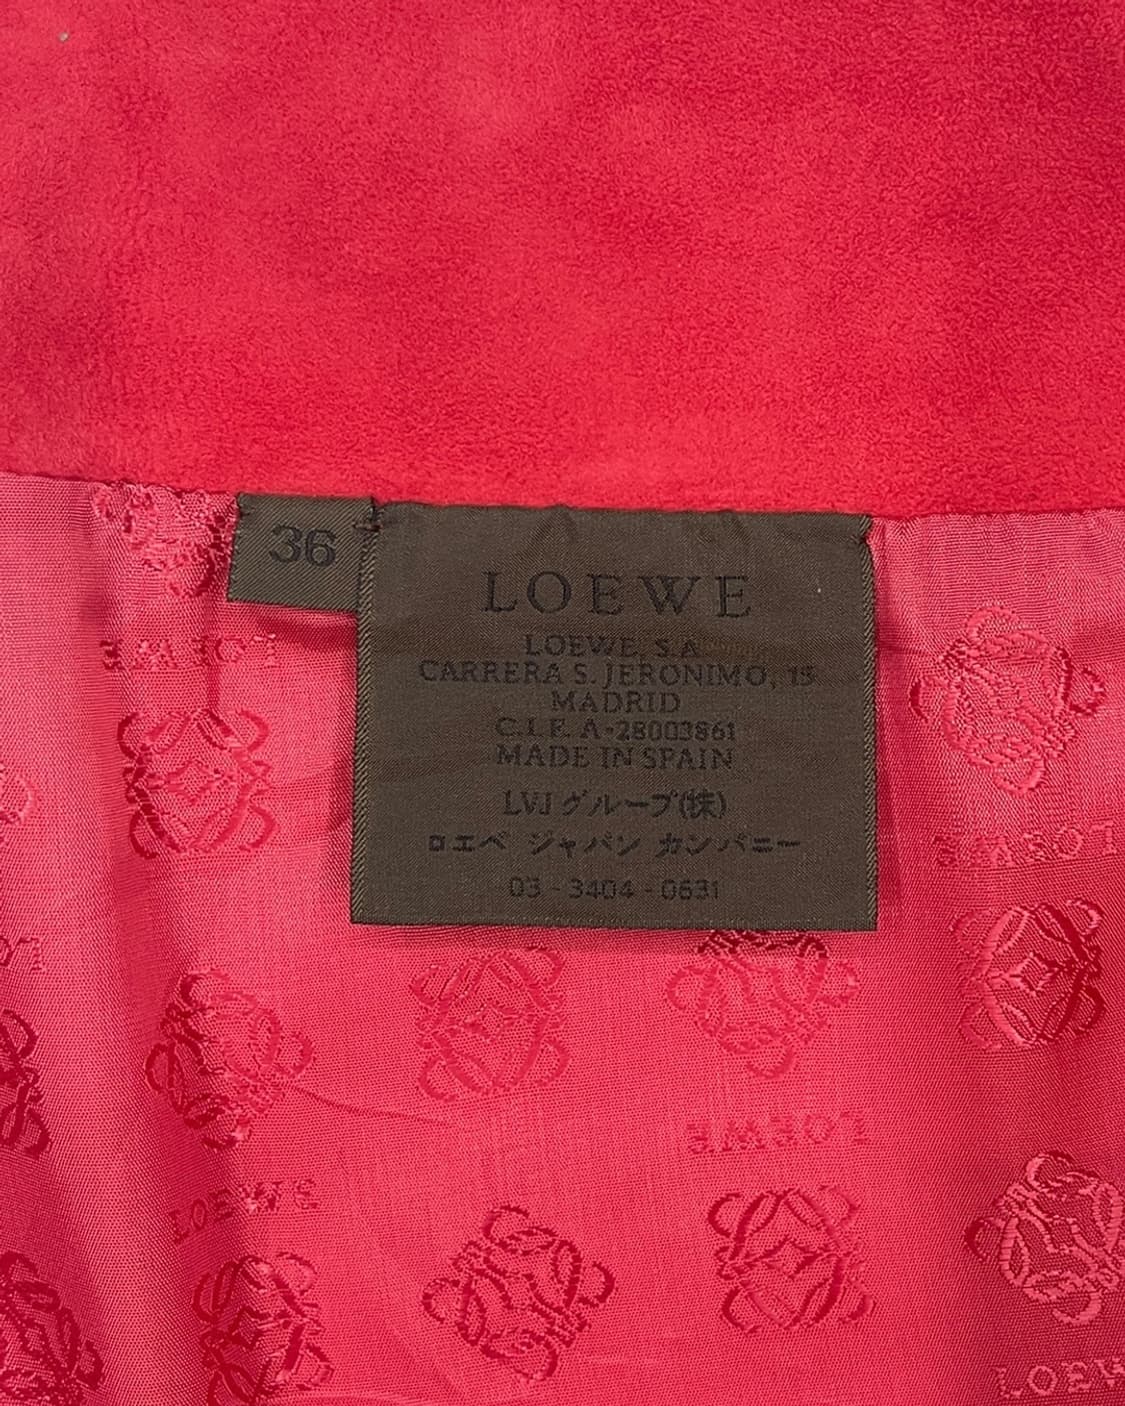 36
LOEWE
LOEWE, S.A.
CARRERA S. JERONIMO, 15
MADRID
C.I.F. A-28003861
MADE IN SPAIN
LVJ グループ(株)
ロエベ ジャパン カンパニー
03 - 3404 - 0631
LOEWE
LOEWE
LOEWE
LOEWE
LOEW